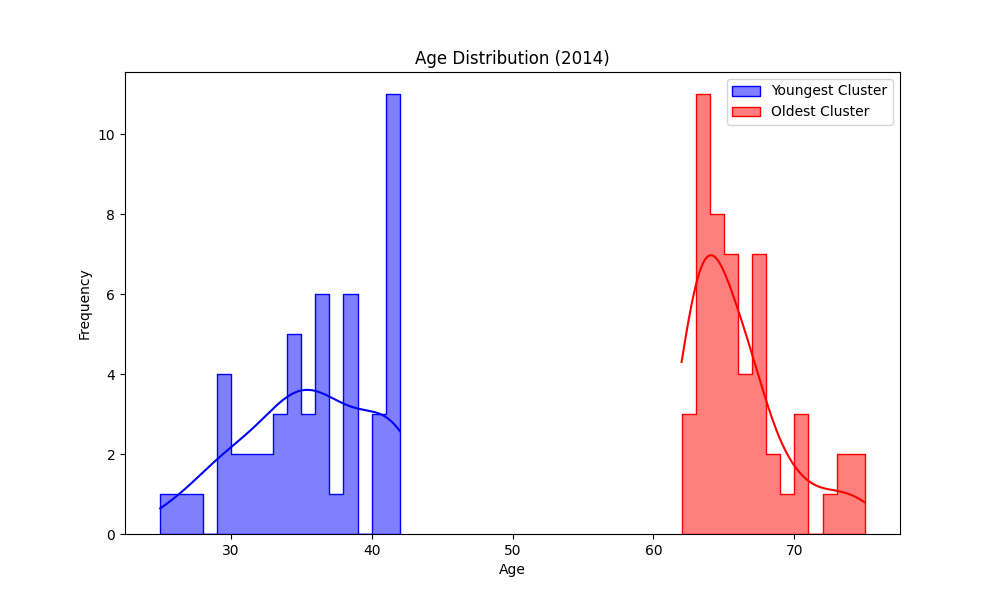 Age Distribution (2014)
Youngest Cluster
Oldest Cluster
10
8
6
4
2
0
Frequency
30 40 50 60 70
Age